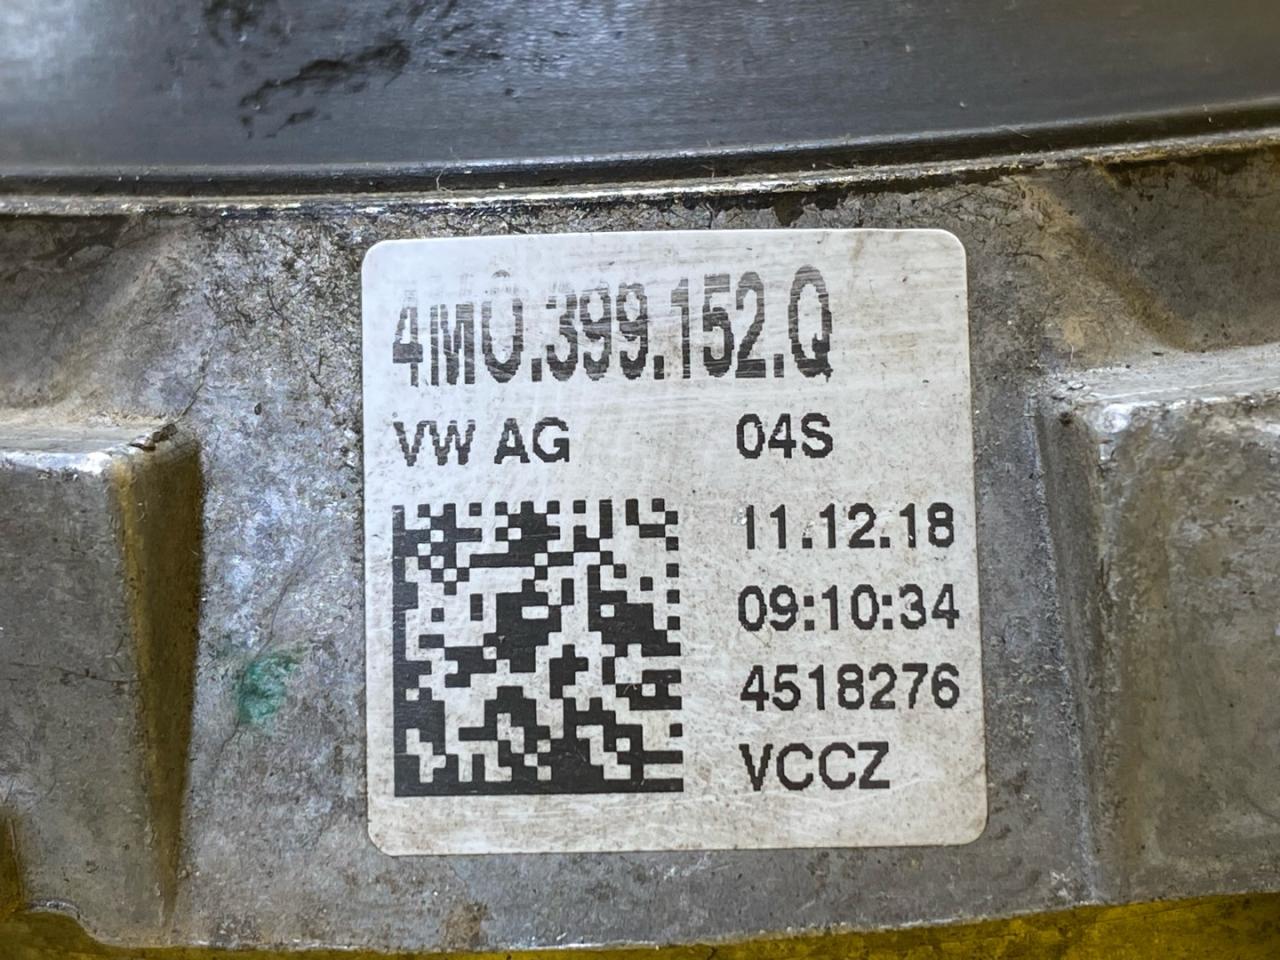 4M0.399.152.Q
VW AG 04S
11.12.18
09:10:34
4518276
VCCZ